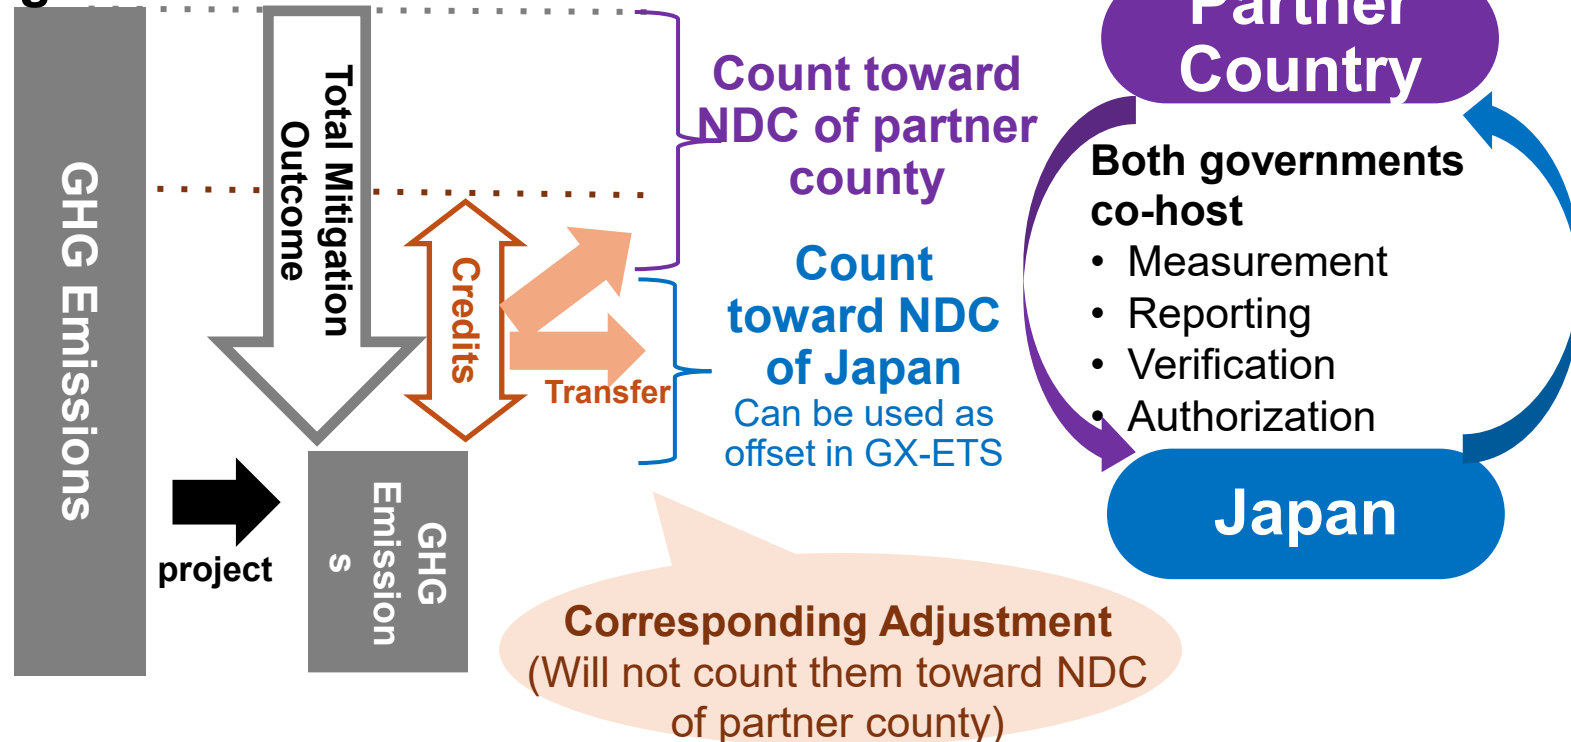 g
GHG Emissions
Total Mitigation
Outcome
Credits
Transfer
project
GHG
Emission
s
Count toward
NDC of partner
county
Count
toward NDC
of Japan
Can be used as
offset in GX-ETS
Corresponding Adjustment
(Will not count them toward NDC
of partner county)
Partner
Country
Both governments
co-host
• Measurement
• Reporting
• Verification
• Authorization
Japan